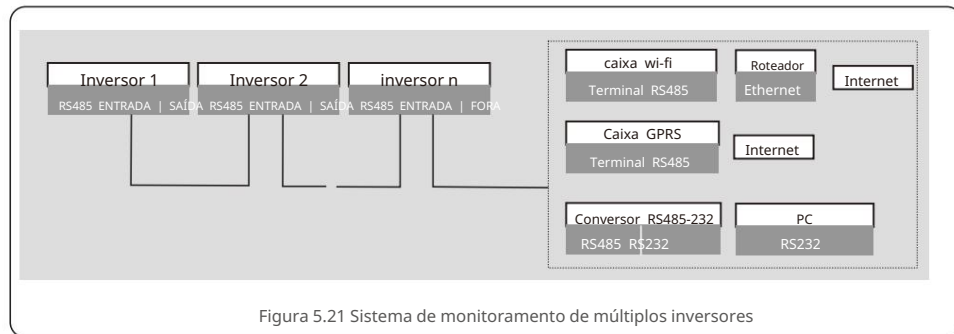 Inversor 1
RS485 ENTRADA | SAÍDA
Inversor 2
RS485 ENTRADA | SAÍDA
inversor n
RS485 ENTRADA | FORA
caixa wi-fi
Terminal RS485
Roteador
Ethernet
Internet
Caixa GPRS
Terminal RS485
Internet
Conversor RS485-232
RS485 RS232
PC
RS232
Figura 5.21 Sistema de monitoramento de múltiplos inversores